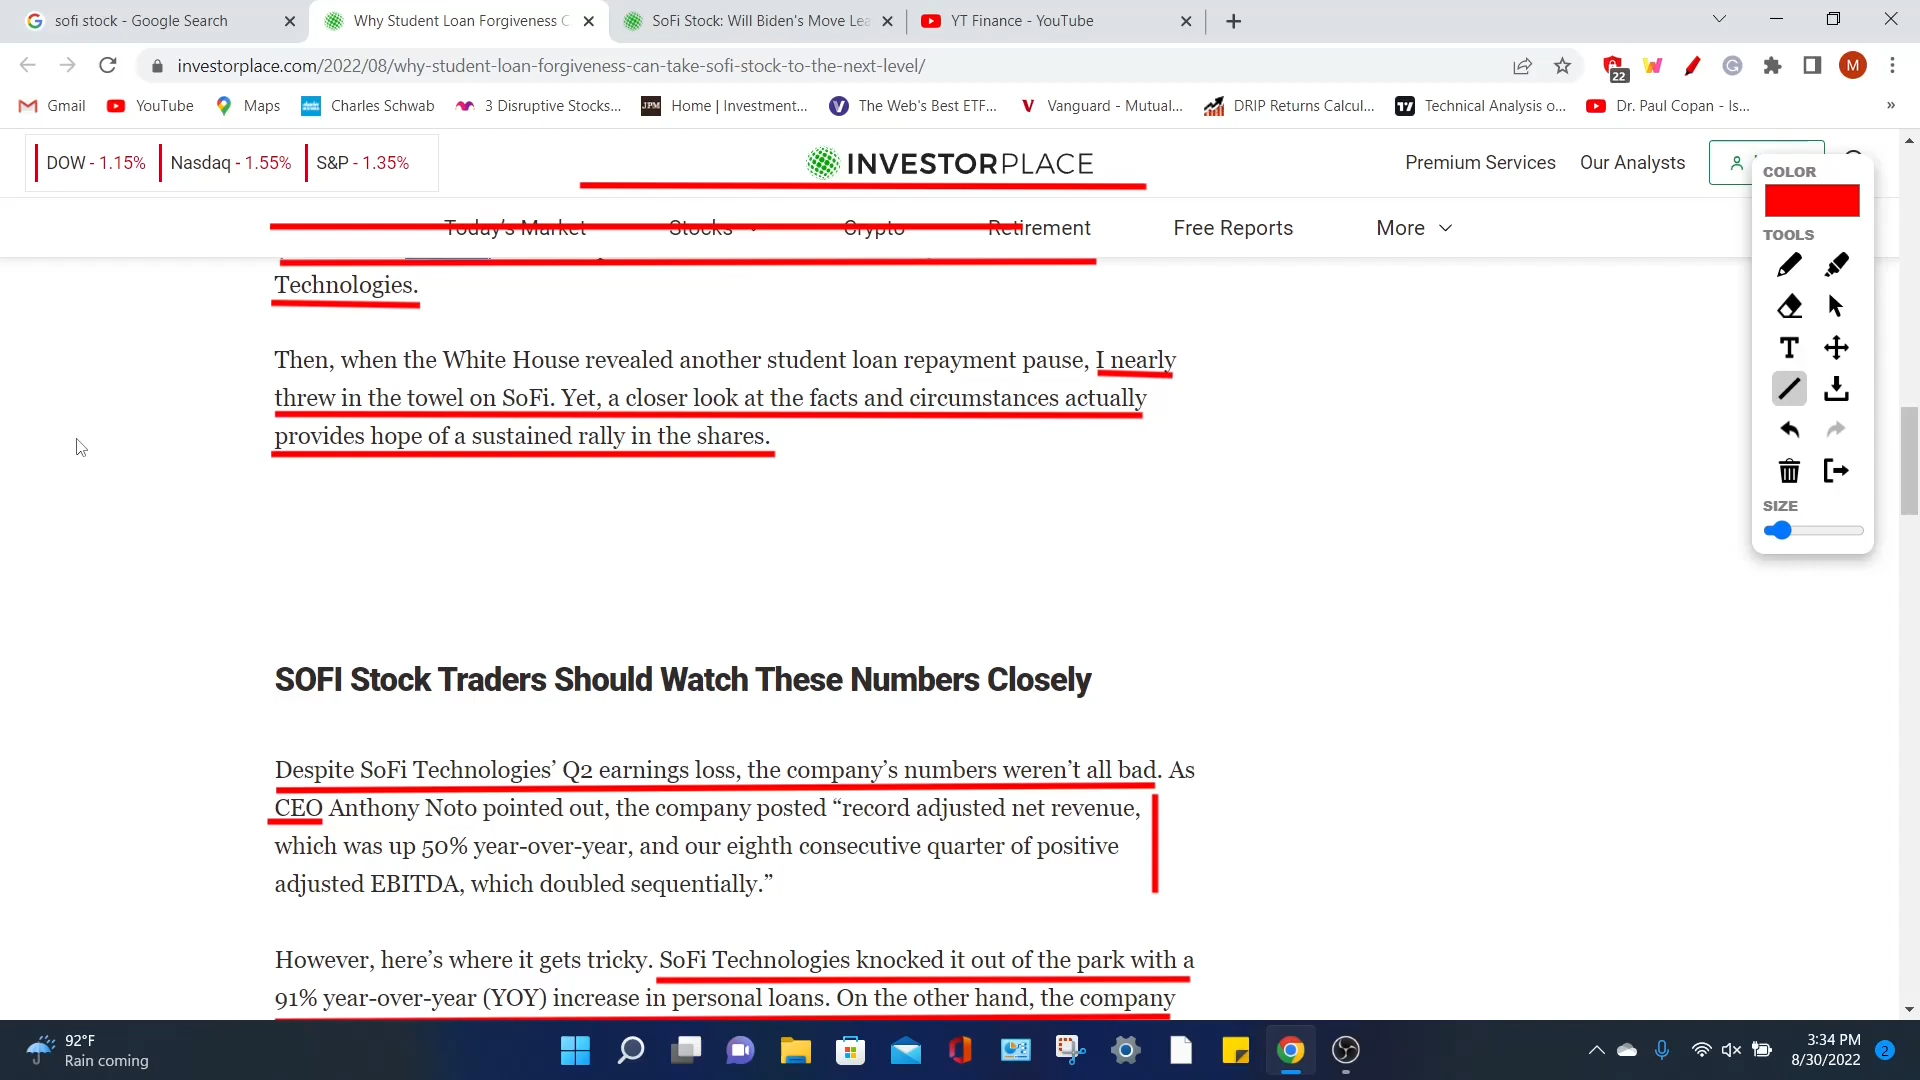 sofi stock - Google Search
Why Student Loan Forgiveness C
SoFi Stock: Will Biden's Move Lea
YT Finance - YouTube
investorplace.com/2022/08/why-student-loan-forgiveness-can-take-sofi-stock-to-the-next-level/
22
G
M
Gmail
YouTube
Maps
Charles Schwab
3 Disruptive Stocks...
JPM
Home | Investment...
The Web's Best ETF...
Vanguard - Mutual...
DRIP Returns Calcul...
Technical Analysis o...
Dr. Paul Copan - Is...
»
DOW - 1.15%
Nasdaq - 1.55%
S&P - 1.35%
INVESTORPLACE
Premium Services
Our Analysts
Today's Market
Stocks
Crypto
Retirement
Free Reports
More
COLOR
TOOLS
T
SIZE
Technologies.
Then, when the White House revealed another student loan repayment pause, I nearly
threw in the towel on SoFi. Yet, a closer look at the facts and circumstances actually
provides hope of a sustained rally in the shares.
SOFI Stock Traders Should Watch These Numbers Closely
Despite SoFi Technologies’ Q2 earnings loss, the company’s numbers weren’t all bad. As
CEO Anthony Noto pointed out, the company posted “record adjusted net revenue,
which was up 50% year-over-year, and our eighth consecutive quarter of positive
adjusted EBITDA, which doubled sequentially.”
However, here’s where it gets tricky. SoFi Technologies knocked it out of the park with a
91% year-over-year (YOY) increase in personal loans. On the other hand, the company
92°F
Rain coming
3:34 PM
8/30/2022
2